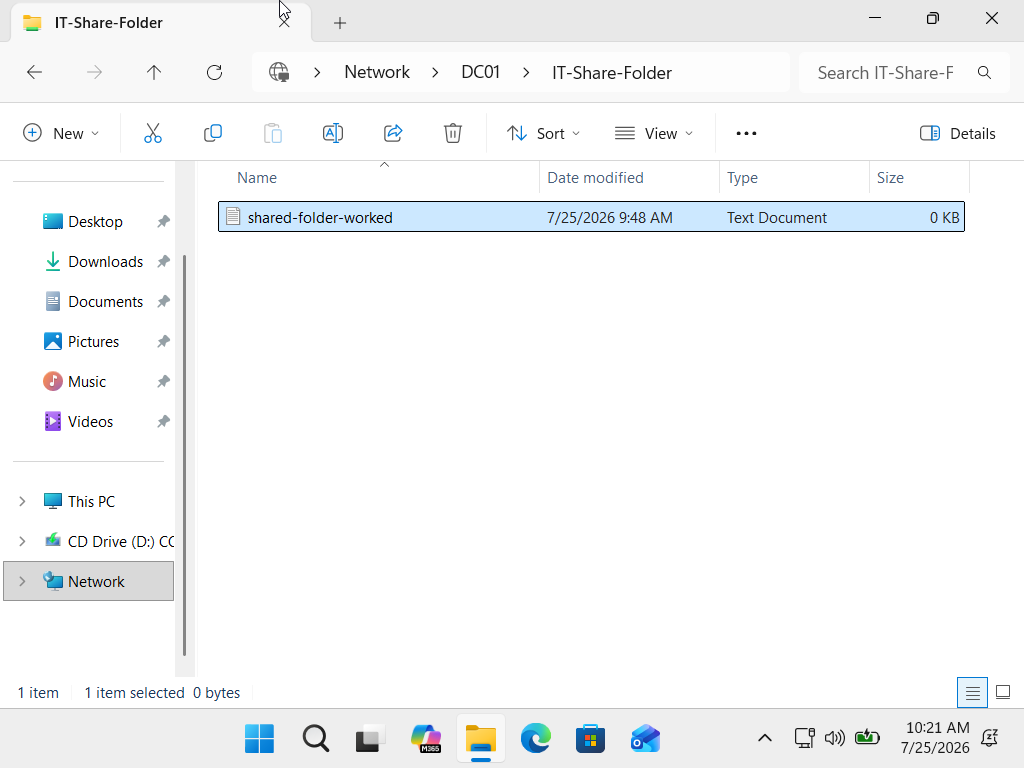 IT-Share-Folder
Network > DC01 > IT-Share-Folder
Search IT-Share-F
New
Sort
View
Details
Name
Date modified
Type
Size
shared-folder-worked
7/25/2026 9:48 AM
Text Document
0 KB
Desktop
Downloads
Documents
Pictures
Music
Videos
This PC
CD Drive (D:) CC
Network
1 item
1 item selected 0 bytes
M365
10:21 AM
7/25/2026